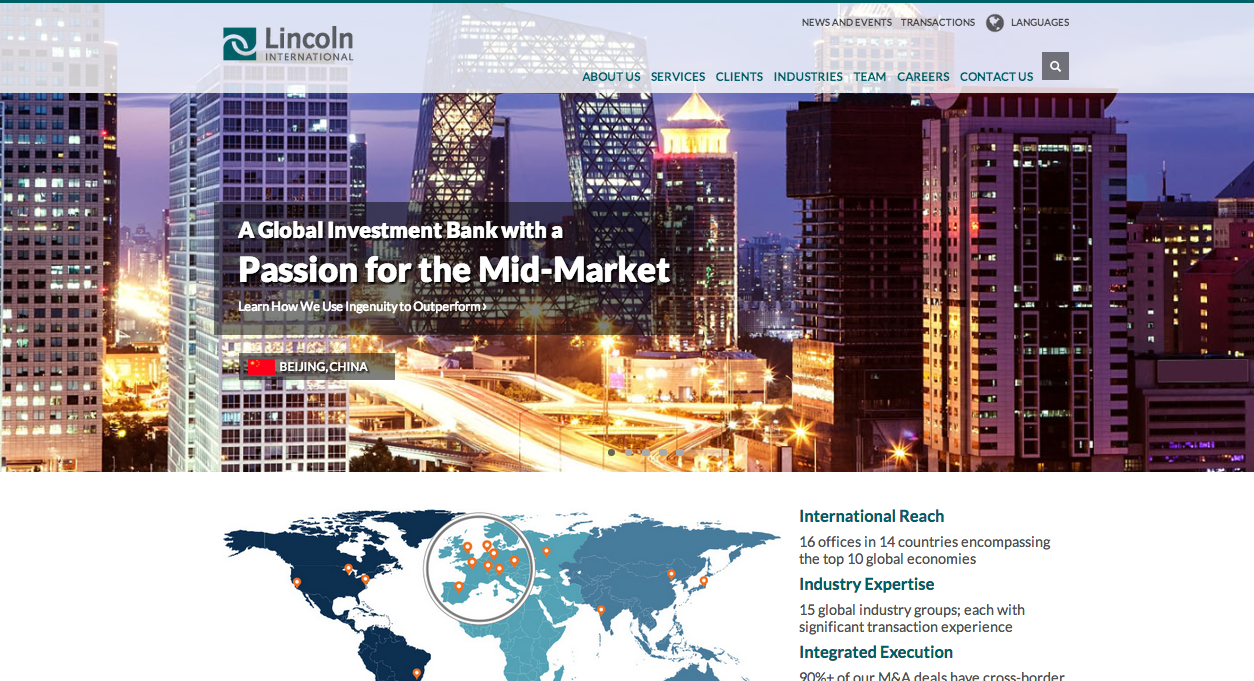 Lincoln
INTERNATIONAL
NEWS AND EVENTS TRANSACTIONS LANGUAGES
ABOUT US SERVICES CLIENTS INDUSTRIES TEAM CAREERS CONTACT US
A Global Investment Bank with a
Passion for the Mid-Market
Learn How We Use Ingenuity to Outperform ›
BEIJING, CHINA
International Reach
16 offices in 14 countries encompassing
the top 10 global economies
Industry Expertise
15 global industry groups; each with
significant transaction experience
Integrated Execution
90%+ of our M&A deals have cross-border